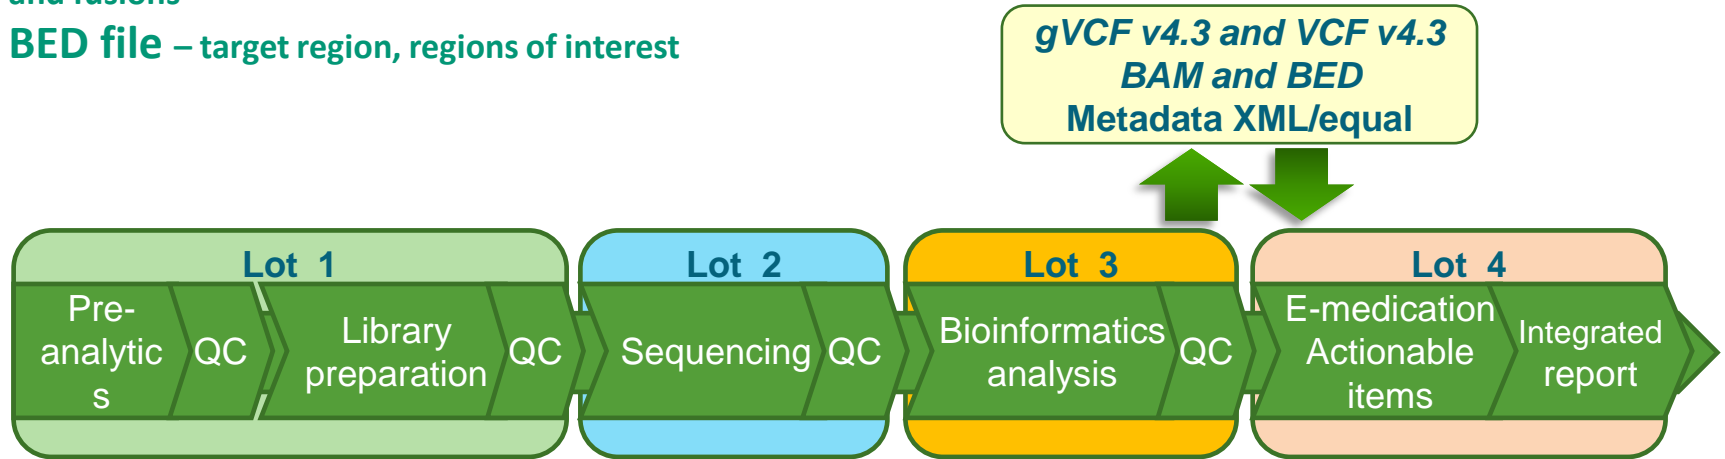 and fusions
BED file – target region, regions of interest
gVCF v4.3 and VCF v4.3
BAM and BED
Metadata XML/equal
Lot 1
Pre-
analytic
s
QC
Library
preparation
QC
Lot 2
Sequencing
QC
Lot 3
Bioinformatics
analysis
QC
Lot 4
E-medication
Actionable
items
Integrated
report